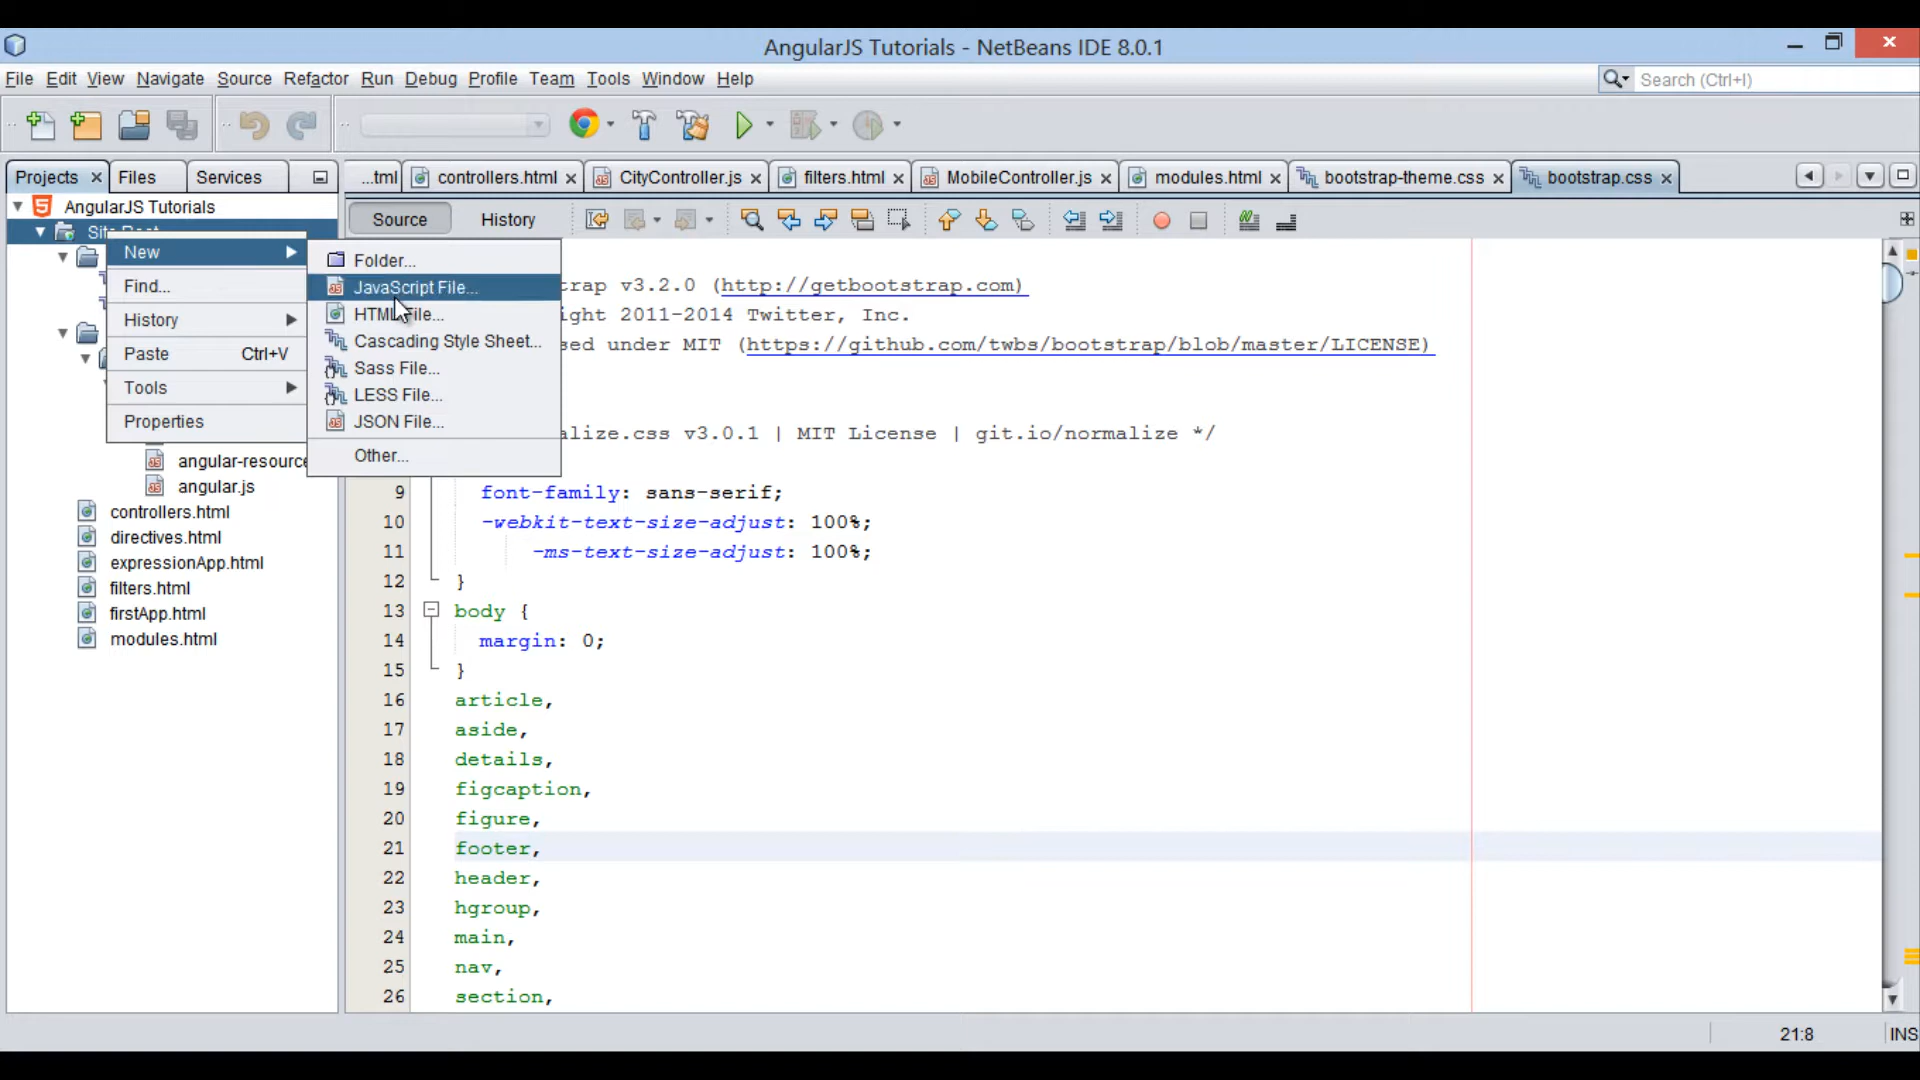 AngularJS Tutorials - NetBeans IDE 8.0.1
File Edit View Navigate Source Refactor Run Debug Profile Team Tools Window Help
Search (Ctrl+I)
Projects Files Services
...tml controllers.html CityController.js filters.html MobileController.js modules.html bootstrap-theme.css bootstrap.css
AngularJS Tutorials
Source History
New
Find...
History
Paste Ctrl+V
Tools
Properties
Folder...
JavaScript File...
HTML File...
Cascading Style Sheet...
Sass File...
LESS File...
JSON File...
Other...
angular-resource
angular.js
controllers.html
directives.html
expressionApp.html
filters.html
firstApp.html
modules.html
trap v3.2.0 (http://getbootstrap.com)
ight 2011-2014 Twitter, Inc.
sed under MIT (https://github.com/twbs/bootstrap/blob/master/LICENSE)
alize.css v3.0.1 | MIT License | git.io/normalize */
9 font-family: sans-serif;
10 -webkit-text-size-adjust: 100%;
11 -ms-text-size-adjust: 100%;
12 }
13 body {
14 margin: 0;
15 }
16 article,
17 aside,
18 details,
19 figcaption,
20 figure,
21 footer,
22 header,
23 hgroup,
24 main,
25 nav,
26 section,
21:8 INS